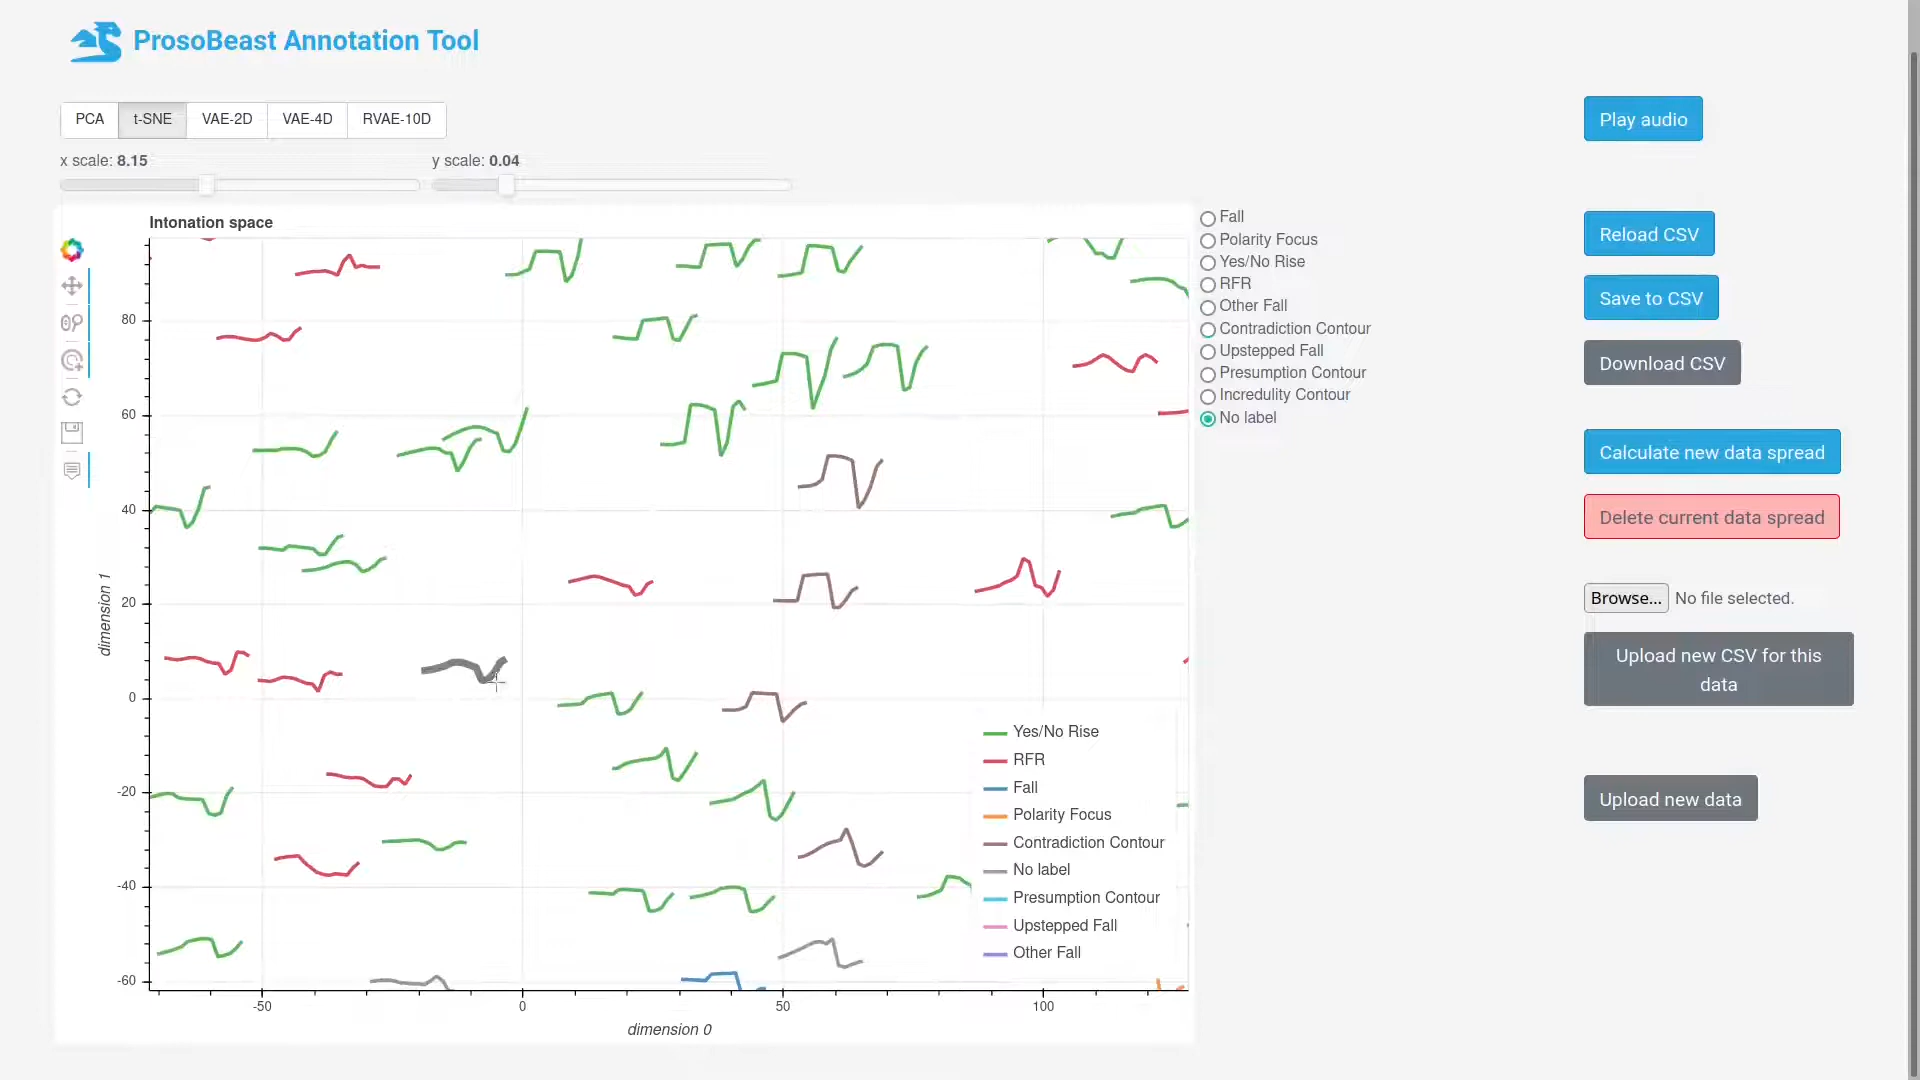 ProsoBeast Annotation Tool
PCA
t-SNE
VAE-2D
VAE-4D
RVAE-10D
Play audio
x scale: 8.15
y scale: 0.04
Intonation space
Fall
Polarity Focus
Yes/No Rise
RFR
Other Fall
Contradiction Contour
Upstepped Fall
Presumption Contour
Incredulity Contour
No label
Reload CSV
Save to CSV
Download CSV
Calculate new data spread
Delete current data spread
Browse... No file selected.
Upload new CSV for this
data
Upload new data
80
60
40
20
0
-20
-40
-60
dimension 1
-50
0
50
100
dimension 0
Yes/No Rise
RFR
Fall
Polarity Focus
Contradiction Contour
No label
Presumption Contour
Upstepped Fall
Other Fall